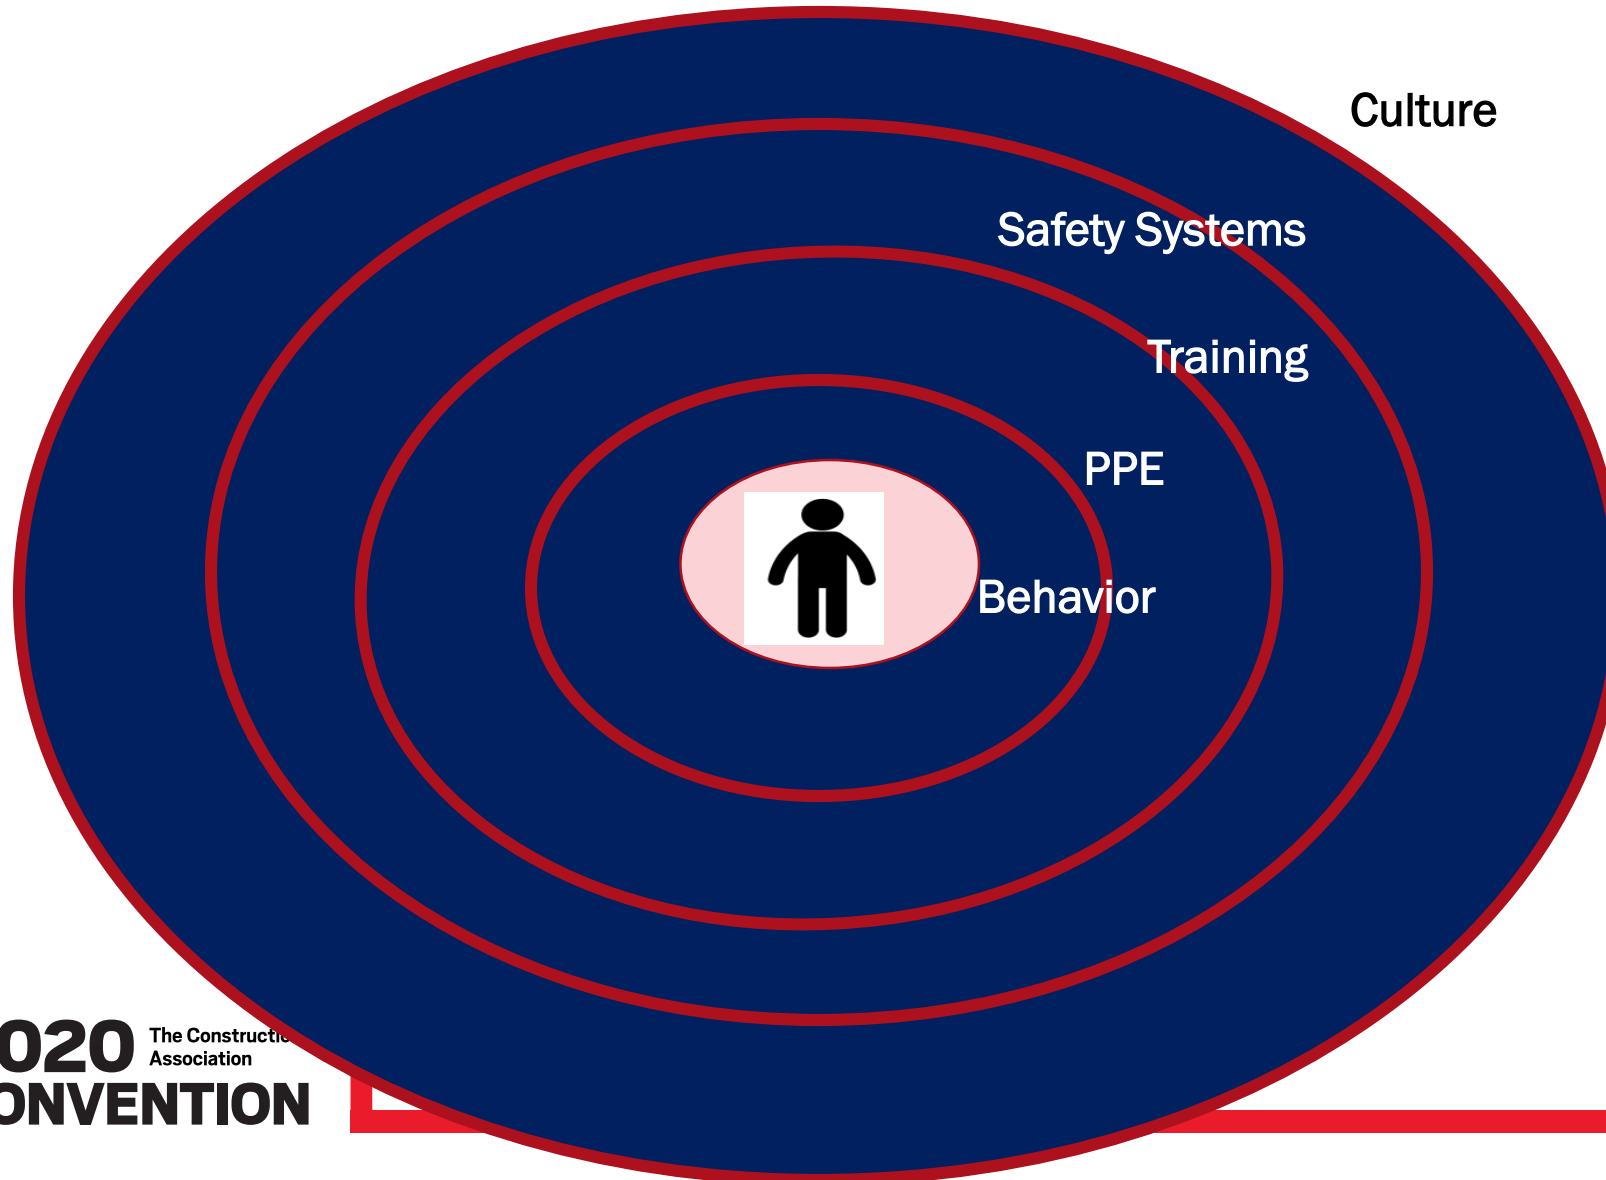 Culture
Safety Systems
Training
PPE
Behavior
020 The Constructio
Association
ONVENTION